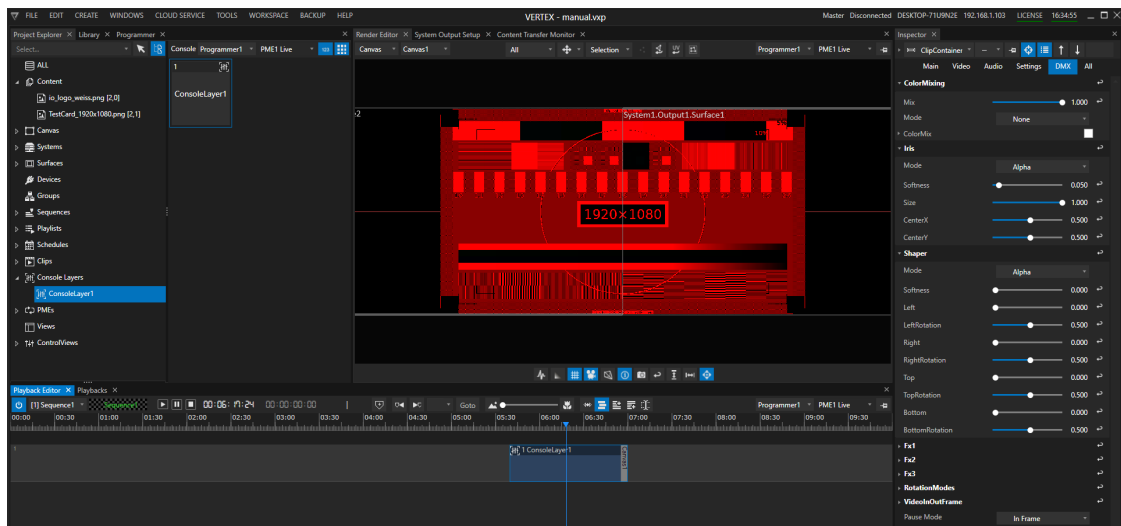 FILE EDIT CREATE WINDOWS CLOUD SERVICE TOOLS WORKSPACE BACKUP HELP VERTEX - manual.vxp Master Disconnected DESKTOP-71U9N2E 192.168.1.103 LICENSE 16:34:55
Project Explorer Library Programmer
Select...
ALL
Content
io_logo_weiss.png [2,0]
TestCard_1920x1080.png [2,1]
Canvas
Systems
Surfaces
Devices
Groups
Sequences
Playlists
Schedules
Clips
Console Layers
ConsoleLayer1
PMEs
Views
ControlViews
Console Programmer1 PME1 Live
1
ConsoleLayer1
Render Editor System Output Setup Content Transfer Monitor
Canvas Canvas1 All Selection UV Programmer1 PME1 Live
System1.Output1.Surface1
1920×1080
Inspector
ClipContainer
Main Video Audio Settings DMX All
ColorMixing
Mix 1.000
Mode None
ColorMix
Iris
Mode Alpha
Softness 0.050
Size 1.000
CenterX 0.500
CenterY 0.500
Shaper
Mode Alpha
Softness 0.000
Left 0.000
LeftRotation 0.500
Right 0.000
RightRotation 0.500
Top 0.000
TopRotation 0.500
Bottom 0.000
BottomRotation 0.500
Fx1
Fx2
Fx3
RotationModes
VideoInOutFrame
Pause Mode In Frame
Playback Editor Playbacks
[1] Sequence1 Sequence1 00:06:17:24 00:00:00:00 Goto Programmer1 PME1 Live
00:00 00:30 01:00 01:30 02:00 02:30 03:00 03:30 04:00 04:30 05:00 05:30 06:00 06:30 07:00 07:30 08:00 08:30 09:00 09:30
1
1 ConsoleLayer1